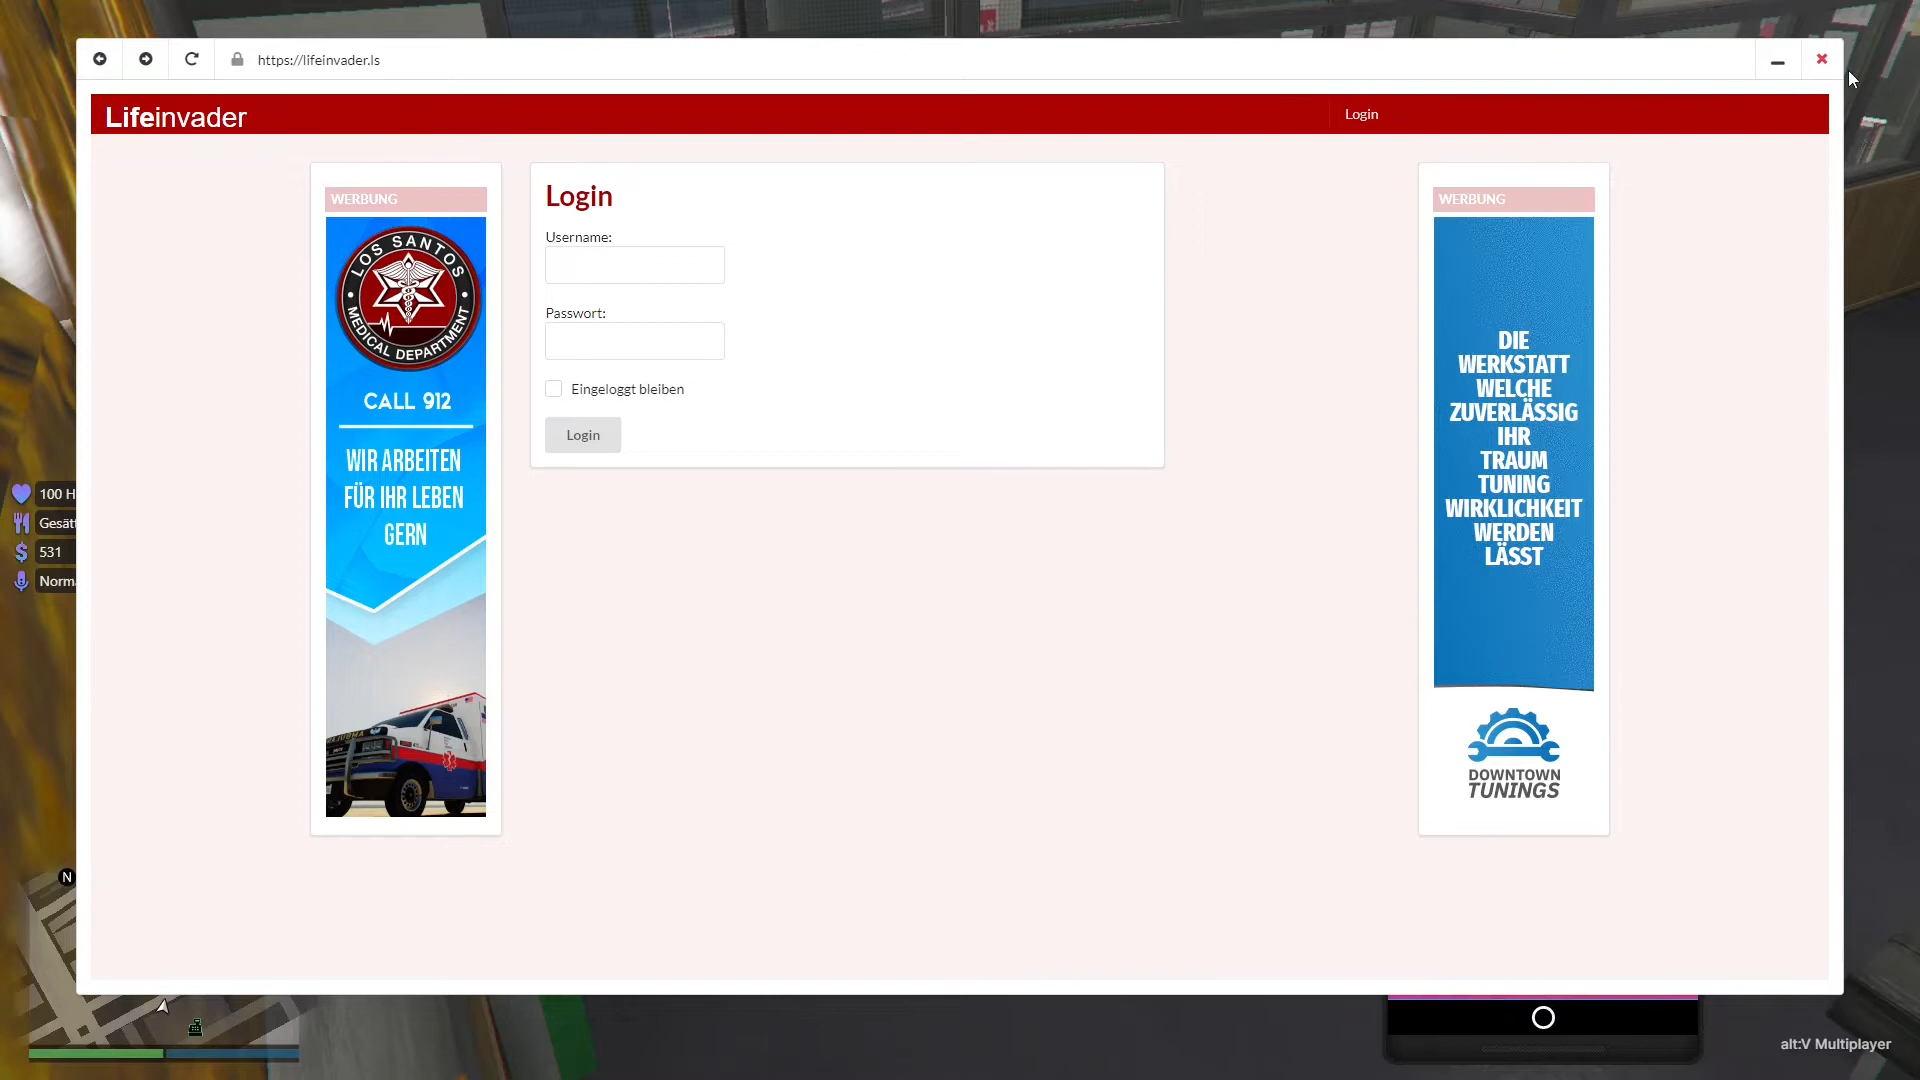 https://lifeinvader.ls
Lifeinvader
Login
WERBUNG
LOS SANTOS
MEDICAL DEPARTMENT
CALL 912
WIR ARBEITEN
FÜR IHR LEBEN
GERN
Login
Username:
Passwort:
Eingeloggt bleiben
Login
WERBUNG
DIE
WERKSTATT
WELCHE
ZUVERLÄSSIG
IHR
TRAUM
TUNING
WIRKLICHKEIT
WERDEN
LÄSST
DOWNTOWN
TUNINGS
100 H
Gesät
531
Norma
N
alt:V Multiplayer